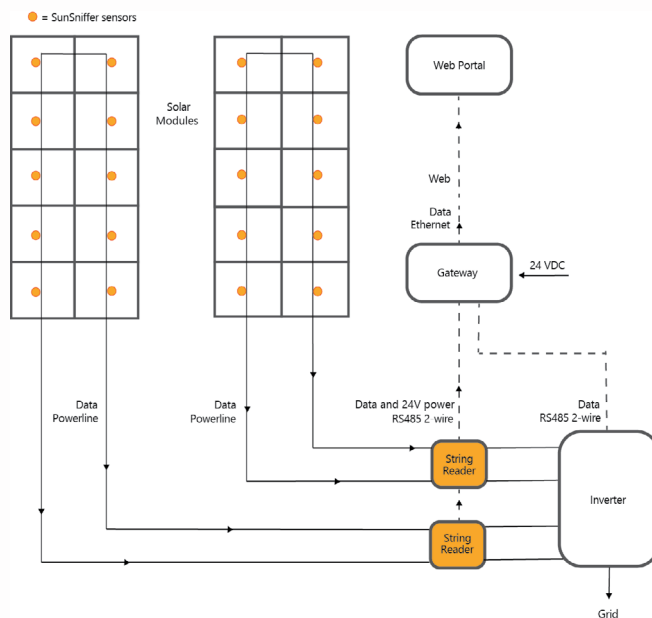 = SunSniffer sensors
Solar
Modules
Web Portal
Web
Data
Ethernet
Gateway
24 VDC
Data
Powerline
Data
Powerline
Data and 24V power
RS485 2-wire
Data
RS485 2-wire
String
Reader
String
Reader
Inverter
Grid